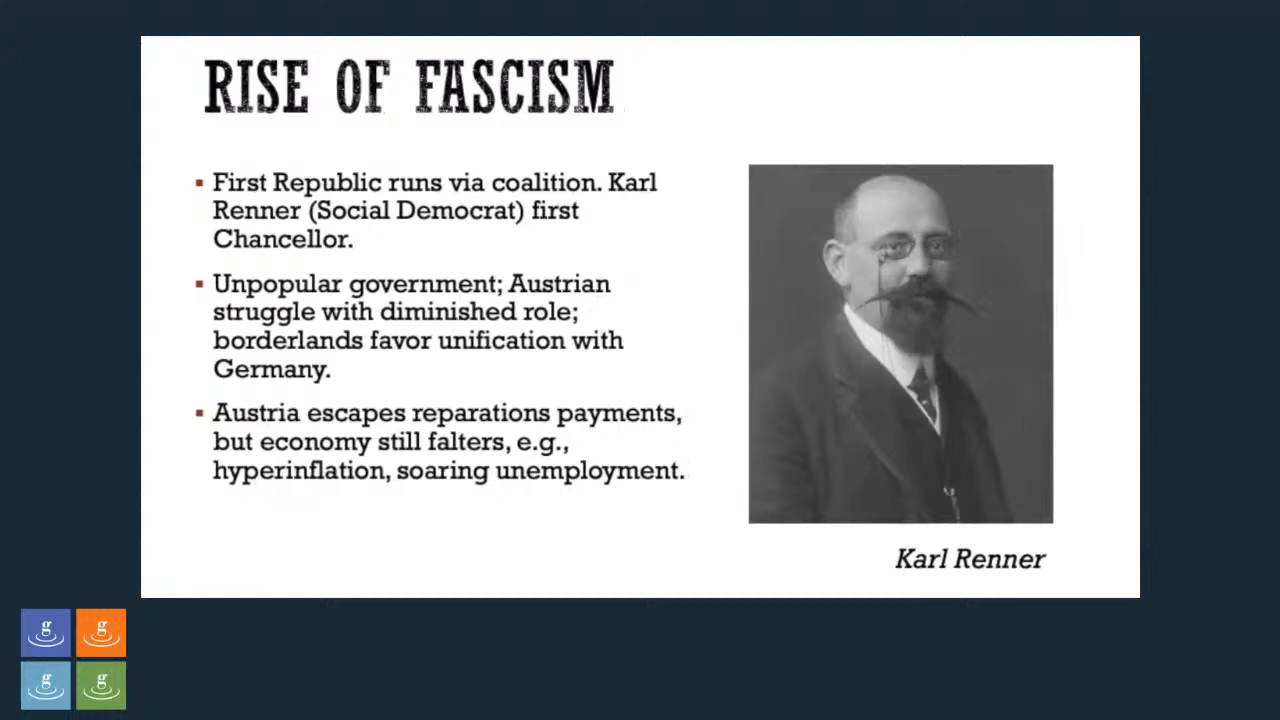 RISE OF FASCISM
▪ First Republic runs via coalition. Karl
Renner (Social Democrat) first
Chancellor.
▪ Unpopular government; Austrian
struggle with diminished role;
borderlands favor unification with
Germany.
▪ Austria escapes reparations payments,
but economy still falters, e.g.,
hyperinflation, soaring unemployment.
Karl Renner
g g
g g